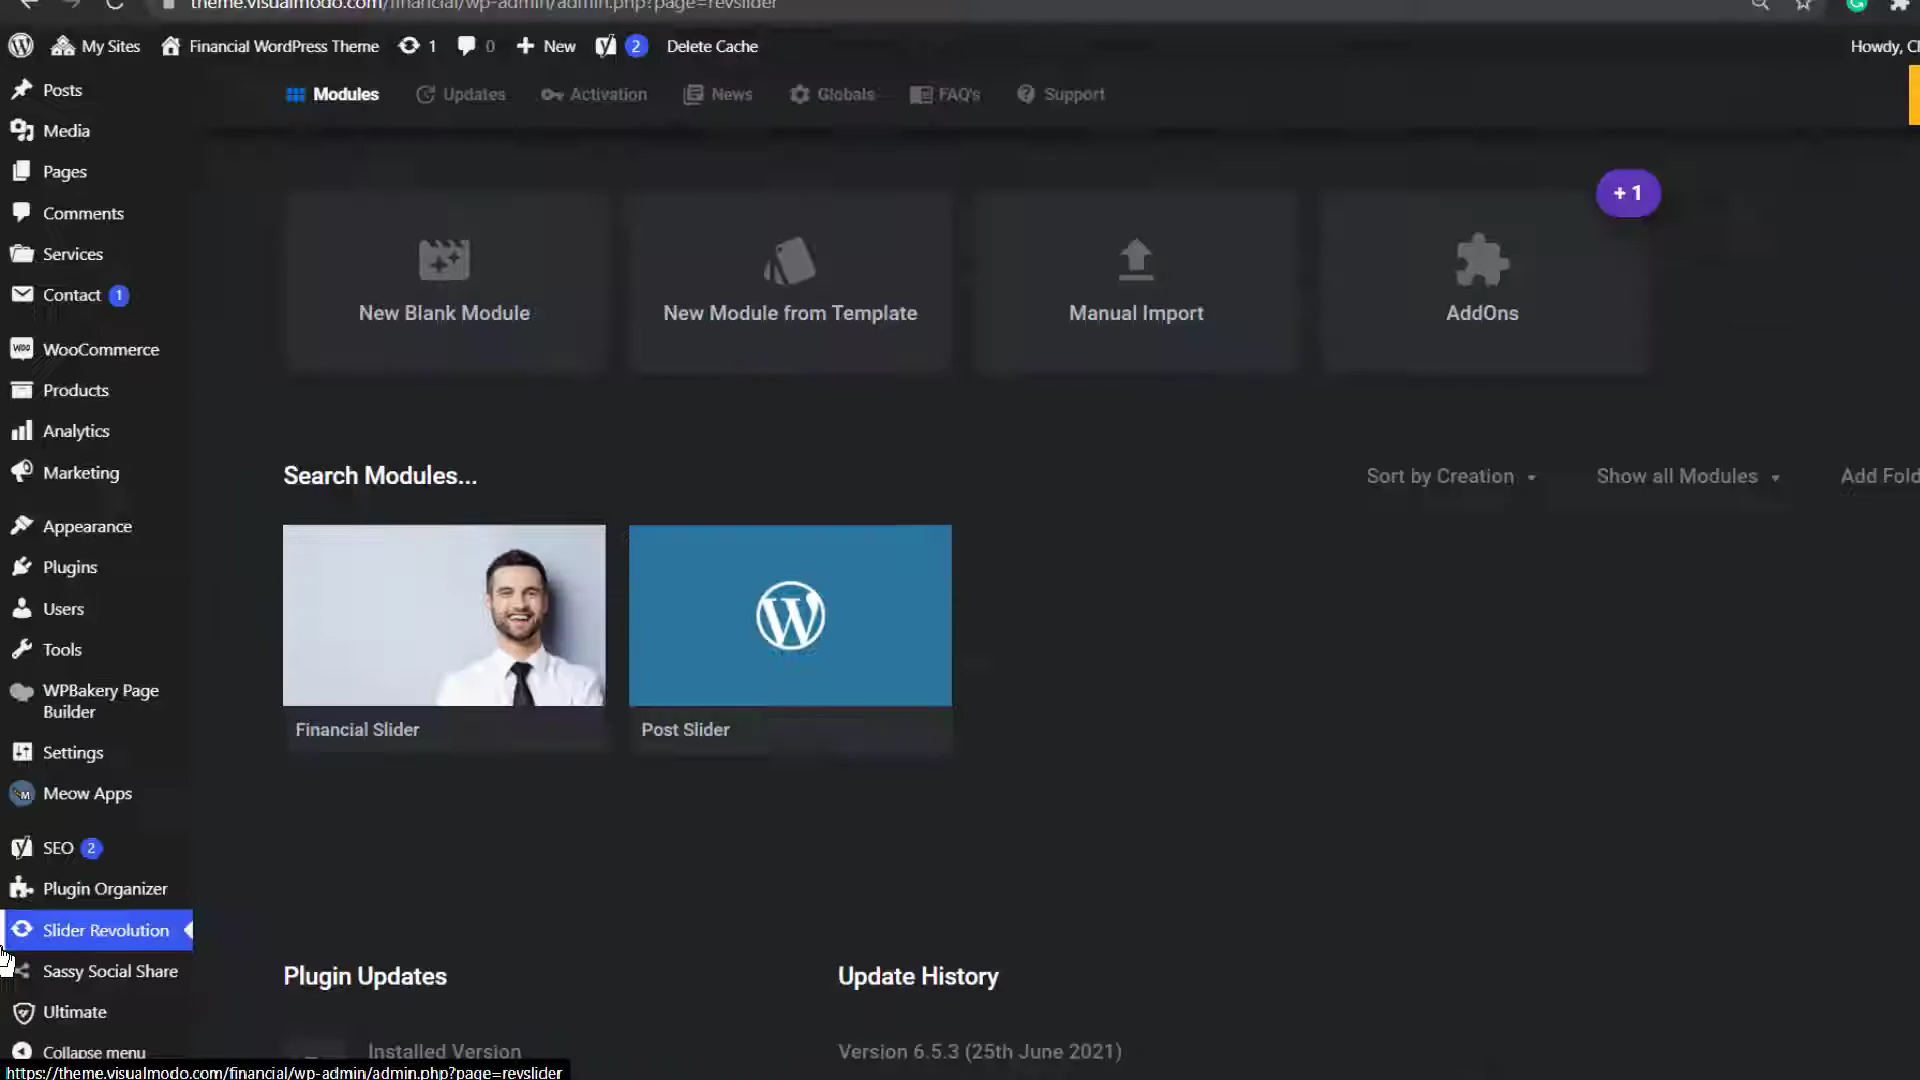 theme.visualmodo.com/financial/wp-admin/admin.php?page=revslider
My Sites
Financial WordPress Theme
1
0
New
2
Delete Cache
Howdy,
Posts
Media
Pages
Comments
Services
Contact 1
WooCommerce
Products
Analytics
Marketing
Appearance
Plugins
Users
Tools
WPBakery Page
Builder
Settings
Meow Apps
SEO 2
Plugin Organizer
Slider Revolution
Sassy Social Share
Ultimate
Collapse menu
Modules
Updates
Activation
News
Globals
FAQ's
Support
+ 1
New Blank Module
New Module from Template
Manual Import
AddOns
Search Modules...
Sort by Creation
Show all Modules
Add
Financial Slider
Post Slider
Plugin Updates
Update History
Installed Version
Version 6.5.3 (25th June 2021)
https://theme.visualmodo.com/financial/wp-admin/admin.php?page=revslider